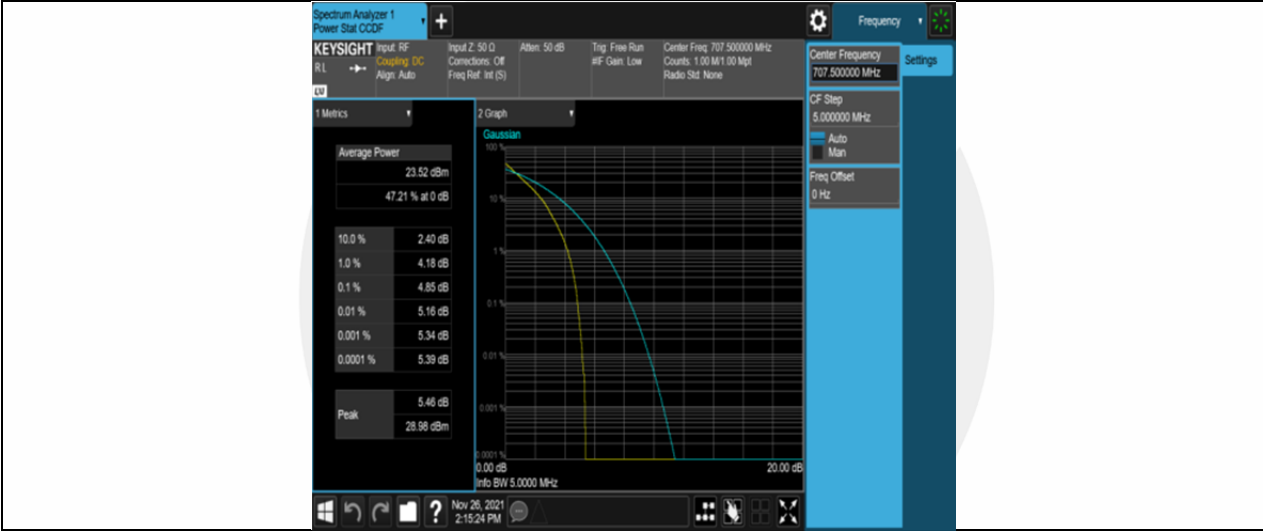 Spectrum Analyzer 1
Power Stat CCDF
+
Frequency
KEYSIGHT Input: RF
Coupling: DC
Align: Auto
RL
LV
Input Z: 50 Ω
Corrections: Off
Freq Ref: Int (S)
Atten: 50 dB
Trig: Free Run
#IF Gain: Low
Center Freq: 707.500000 MHz
Counts: 1.00 M/1.00 Mpt
Radio Std: None
Center Frequency
707.500000 MHz
Settings
CF Step
5.000000 MHz
Auto
Man
Freq Offset
0 Hz
1 Metrics
Average Power
23.52 dBm
47.21 % at 0 dB
10.0 % 2.40 dB
1.0 % 4.18 dB
0.1 % 4.85 dB
0.01 % 5.16 dB
0.001 % 5.34 dB
0.0001 % 5.39 dB
Peak
5.46 dB
28.98 dBm
2 Graph
Gaussian
100 %
10 %
1 %
0.1 %
0.01 %
0.001 %
0.0001 %
0.00 dB 20.00 dB
Info BW 5.0000 MHz
?
Nov 26, 2021
2:15:24 PM